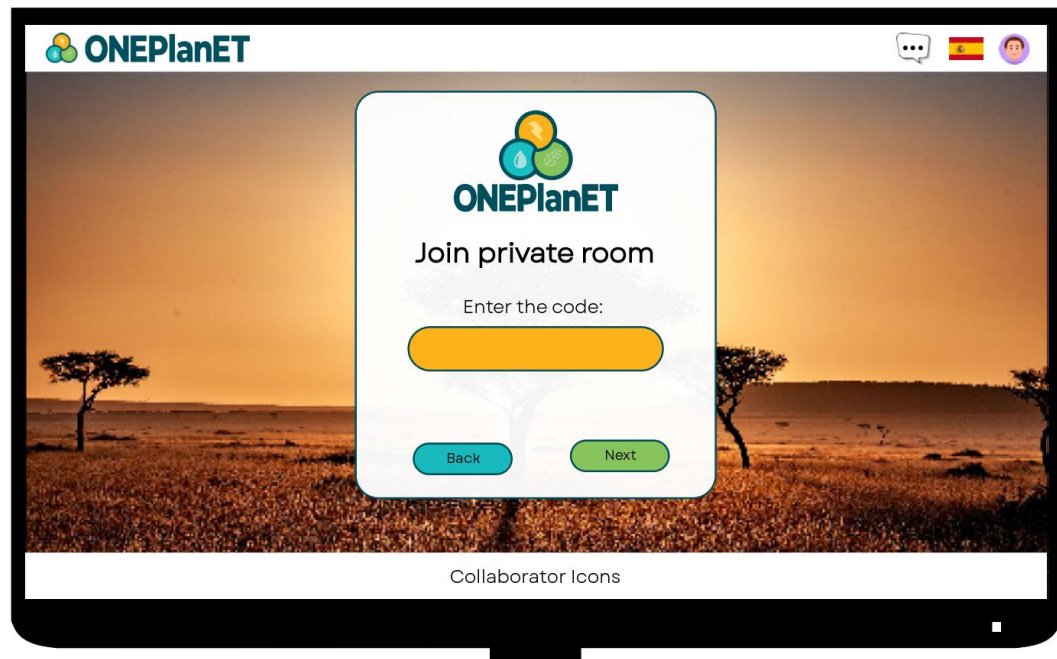 ONEPlanET
ONEPlanET
Join private room
Enter the code:
Back
Next
Collaborator Icons